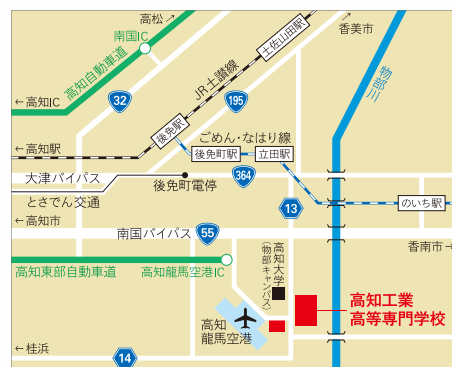 高松↗
香美市
南国IC
高知自動車道
←高知IC
32
195
JR土讃線
土佐山田駅
物部川
後免駅
ごめん・なはり線
←高知駅
後免町駅
立田駅
大津バイパス
後免町電停
364
とさでん交通
13
のいち駅
←高知市
南国バイパス
55
香南市→
高知東部自動車道
高知龍馬空港IC
高知大学
(物部キャンパス)
高知工業
高等専門学校
高知
龍馬空港
←桂浜
14